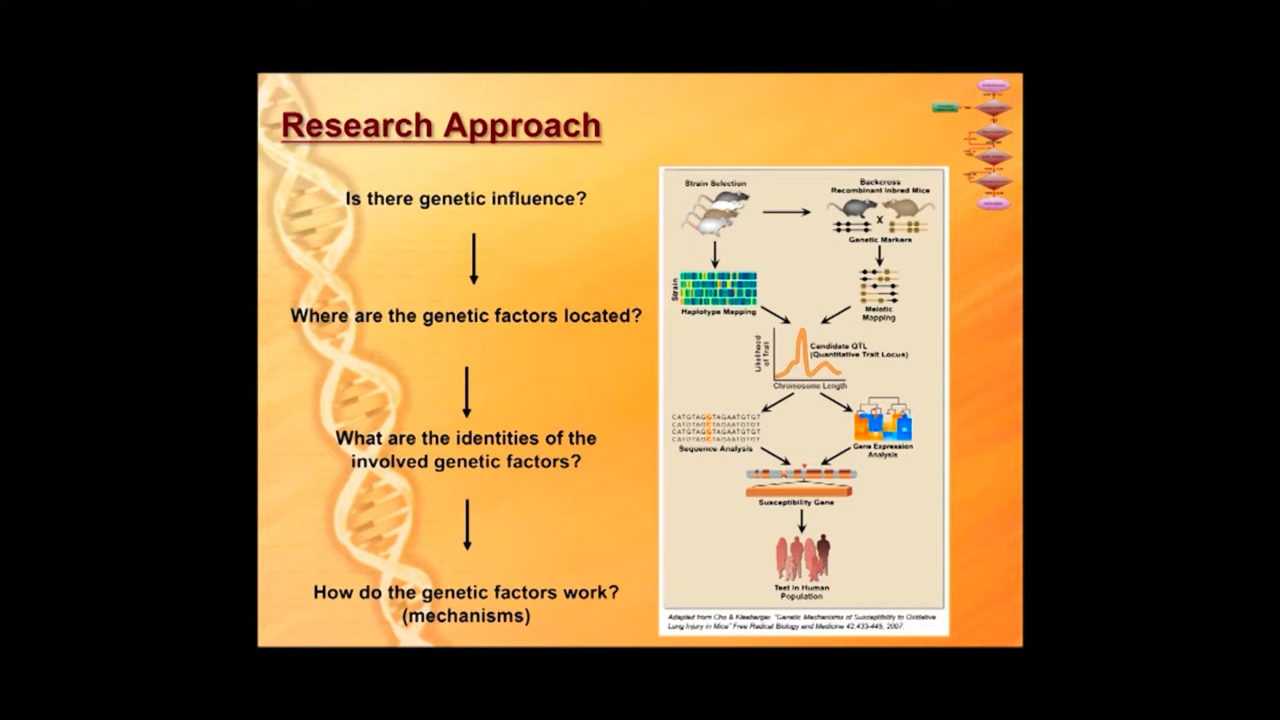 Research Approach
Is there genetic influence?
Where are the genetic factors located?
What are the identities of the
involved genetic factors?
How do the genetic factors work?
(mechanisms)
Strain Selection
Backcross
Recombinant Inbred Mice
X
Genetic Markers
Strain
Haplotype Mapping
Meiotic
Mapping
Likelihood
of Trait
Candidate QTL
(Quantitative Trait Locus)
Chromosome Length
CATGTAGGTAGAATGTGT
Sequence Analysis
Gene Expression
Analysis
Susceptibility Gene
Test in Human
Population
Adapted from Cho & Kleeberger. "Genetic Mechanisms of Susceptibility to Oxidative
Lung Injury in Mice" Free Radical Biology and Medicine 42:433-445, 2007.